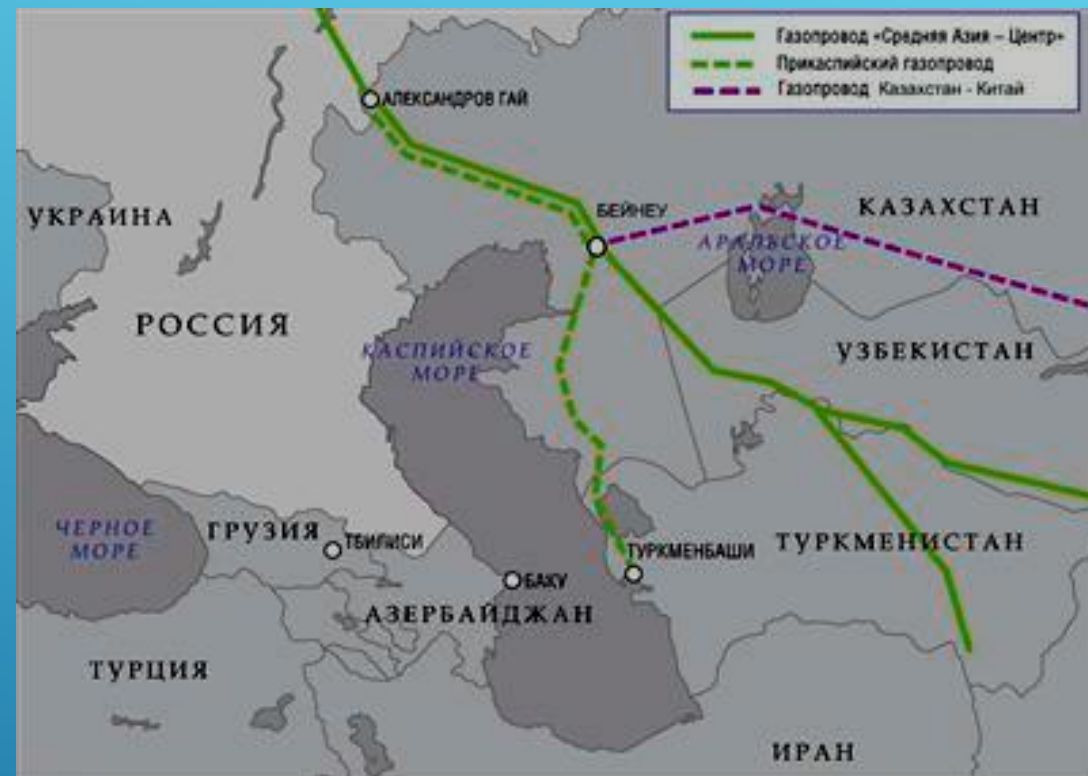 Газопровод «Средняя Азия – Центр»
Прикаспийский газопровод
Газопровод Казахстан - Китай
АЛЕКСАНДРОВ ГАЙ
УКРАИНА
БЕЙНЕУ
КАЗАХСТАН
АРАЛЬСКОЕ
МОРЕ
РОССИЯ
КАСПИЙСКОЕ
МОРЕ
УЗБЕКИСТАН
ЧЕРНОЕ
МОРЕ
ГРУЗИЯ
ТБИЛИСИ
ТУРКМЕНБАШИ
ТУРКМЕНИСТАН
БАКУ
АЗЕРБАЙДЖАН
ТУРЦИЯ
ИРАН